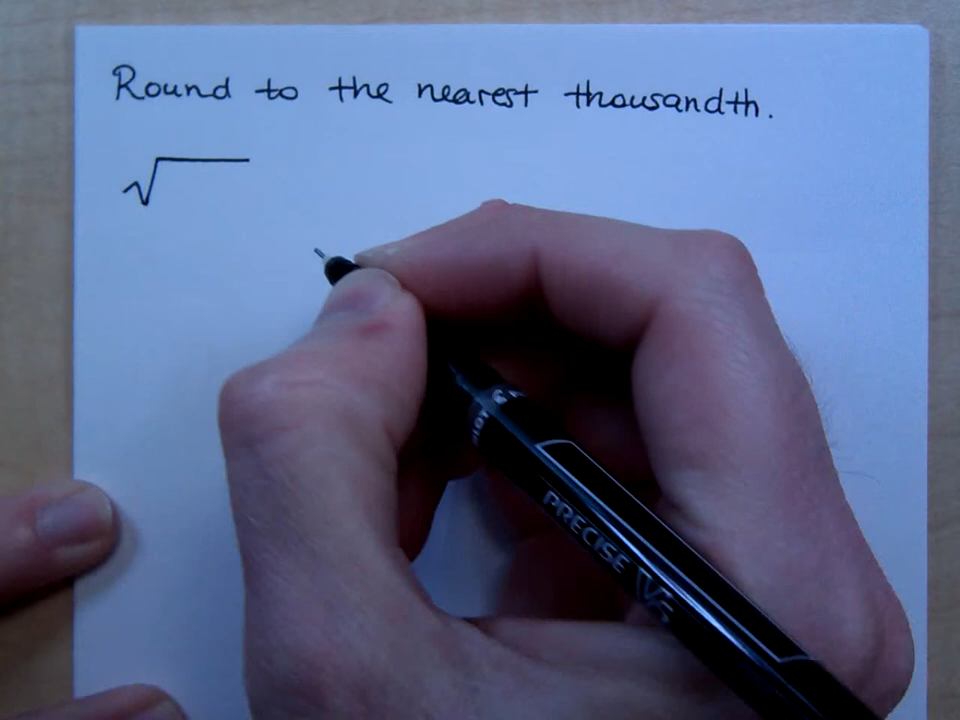 Round to the nearest thousandth.
√
PRECISE V5